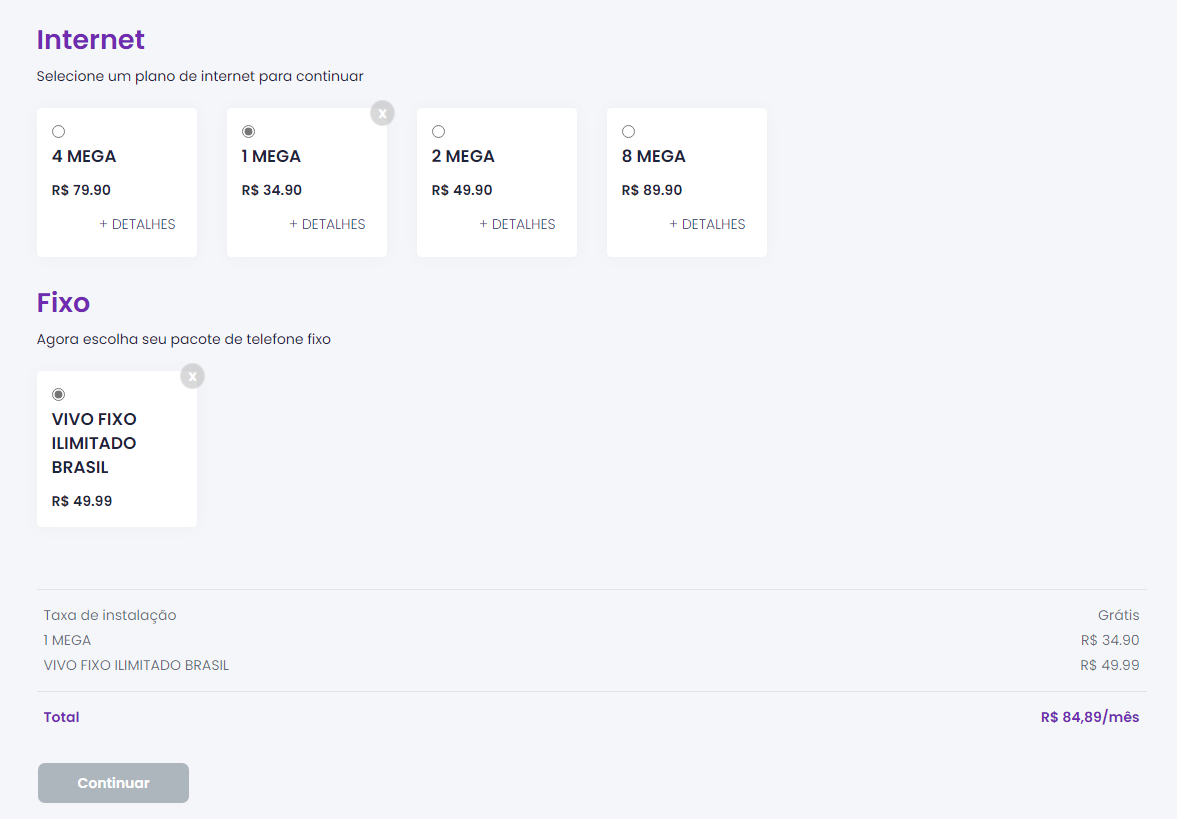 Internet
Selecione um plano de internet para continuar
x
4 MEGA
R$ 79.90
+ DETALHES
1 MEGA
R$ 34.90
+ DETALHES
2 MEGA
R$ 49.90
+ DETALHES
8 MEGA
R$ 89.90
+ DETALHES
Fixo
Agora escolha seu pacote de telefone fixo
x
VIVO FIXO
ILIMITADO
BRASIL
R$ 49.99
Taxa de instalação Grátis
1 MEGA R$ 34.90
VIVO FIXO ILIMITADO BRASIL R$ 49.99
Total R$ 84,89/mês
Continuar